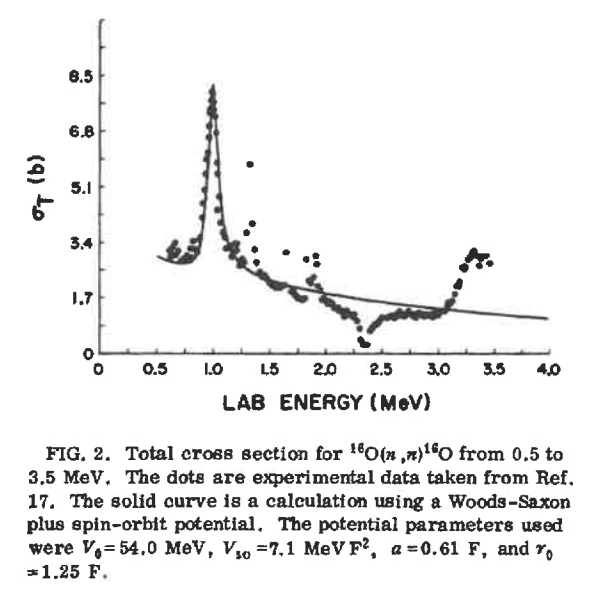 8.5
6.8
5.1
3.4
1.7
0
σT (b)
0 0.5 1.0 1.5 2.0 2.5 3.0 3.5 4.0
LAB ENERGY (MeV)
FIG. 2. Total cross section for ¹⁶O(n,n)¹⁶O from 0.5 to
3.5 MeV. The dots are experimental data taken from Ref.
17. The solid curve is a calculation using a Woods-Saxon
plus spin-orbit potential. The potential parameters used
were V₀=54.0 MeV, Vso=7.1 MeV F², a=0.61 F, and r₀
=1.25 F.